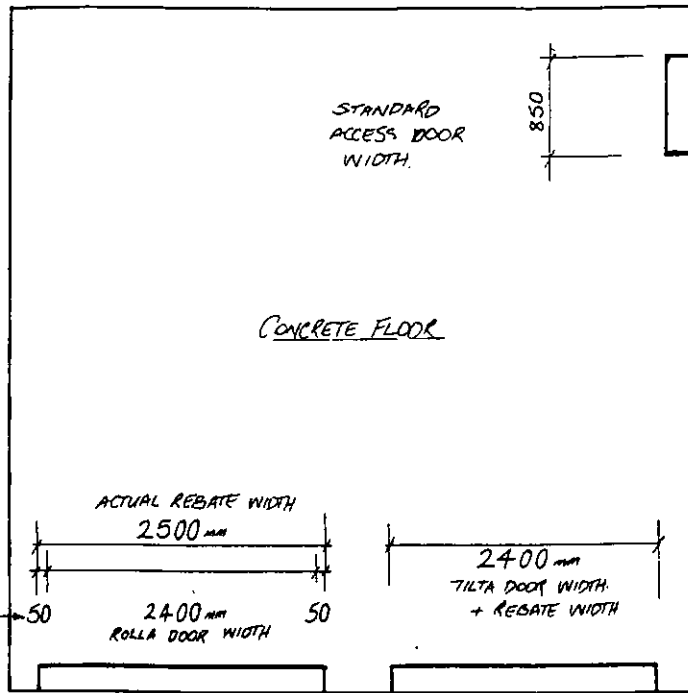 STANDARD
ACCESS DOOR
WIDTH.
850
CONCRETE FLOOR
ACTUAL REBATE WIDTH
2500 mm
50
2400 mm
50
ROLLA DOOR WIDTH
2400 mm
TILTA DOOR WIDTH.
+ REBATE WIDTH